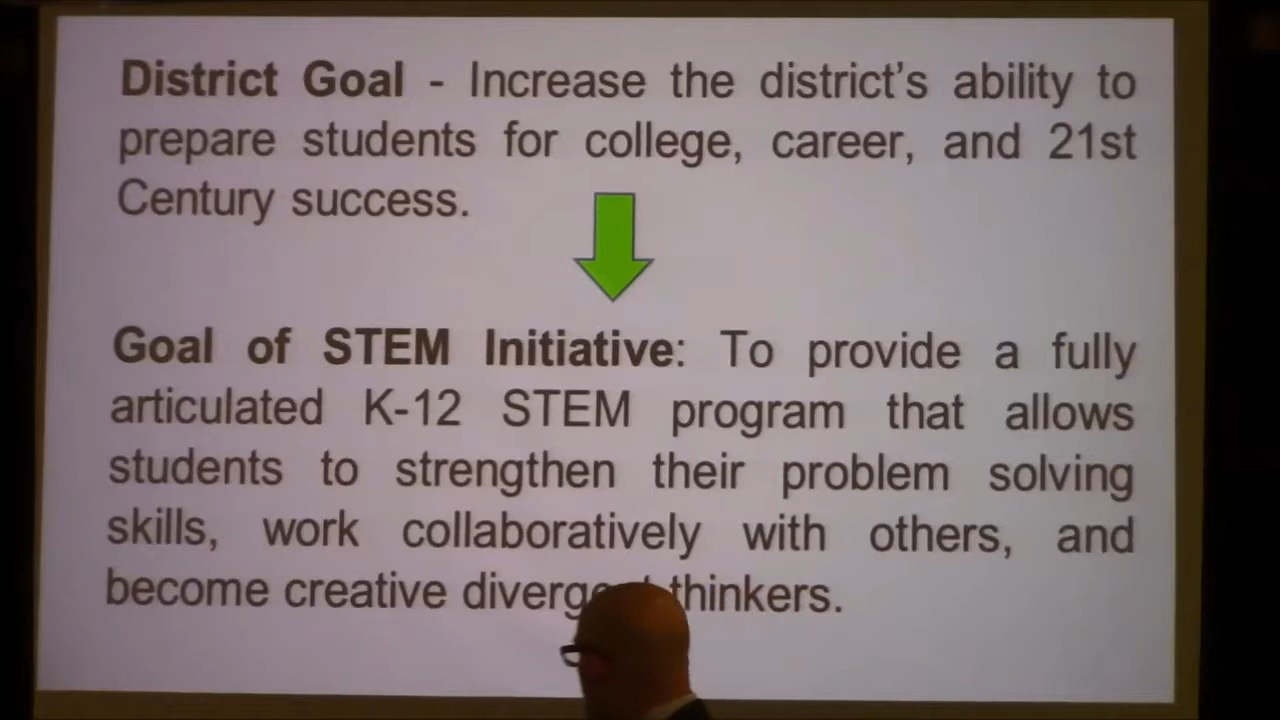 District Goal - Increase the district's ability to
prepare students for college, career, and 21st
Century success.
Goal of STEM Initiative: To provide a fully
articulated K-12 STEM program that allows
students to strengthen their problem solving
skills, work collaboratively with others, and
become creative thinkers.